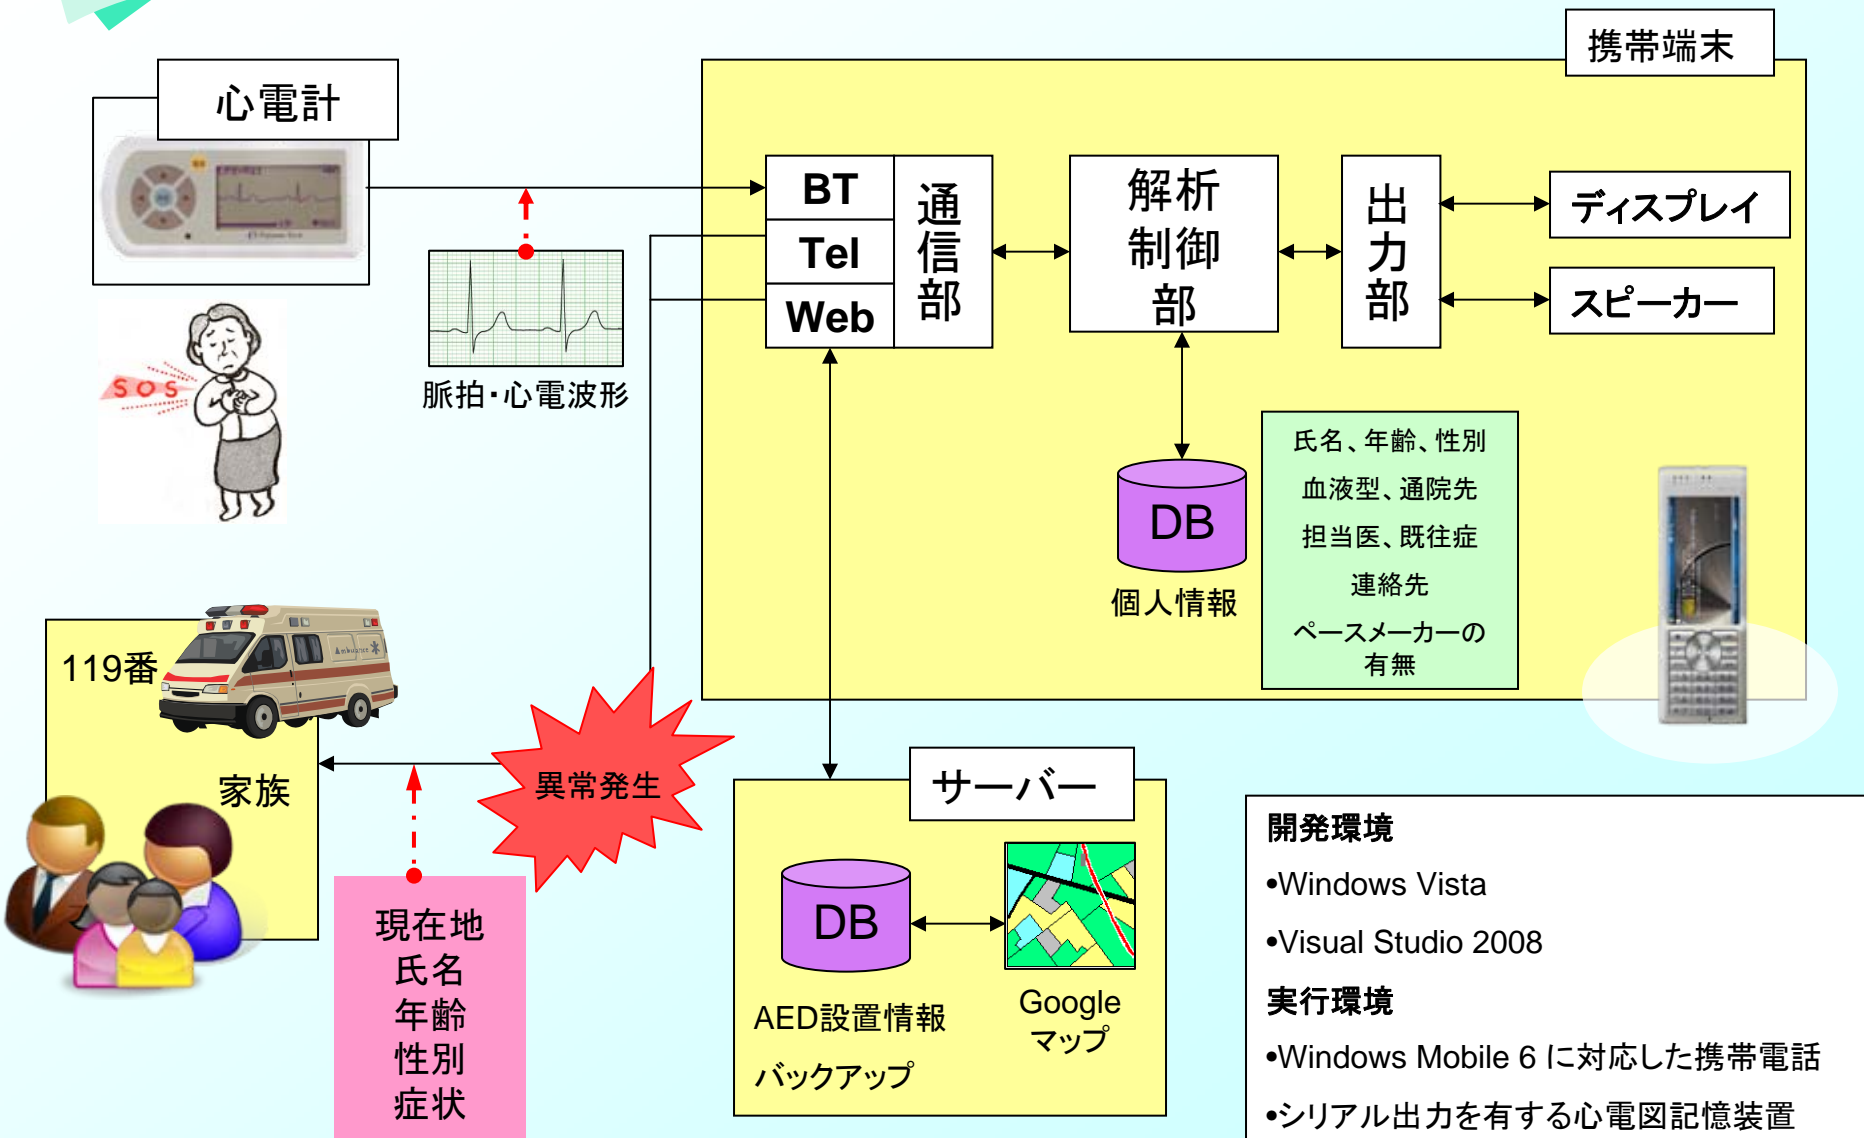 携帯端末
心電計
BT
Tel
Web
通信部
解析
制御
部
出力部
ディスプレイ
スピーカー
SOS
脈拍・心電波形
DB
個人情報
氏名、年齢、性別
血液型、通院先
担当医、既往症
連絡先
ペースメーカーの
有無
119番
Ambulance
家族
異常発生
現在地
氏名
年齢
性別
症状
サーバー
DB
AED設置情報
バックアップ
Google
マップ
開発環境
•Windows Vista
•Visual Studio 2008
実行環境
•Windows Mobile 6 に対応した携帯電話
•シリアル出力を有する心電図記憶装置